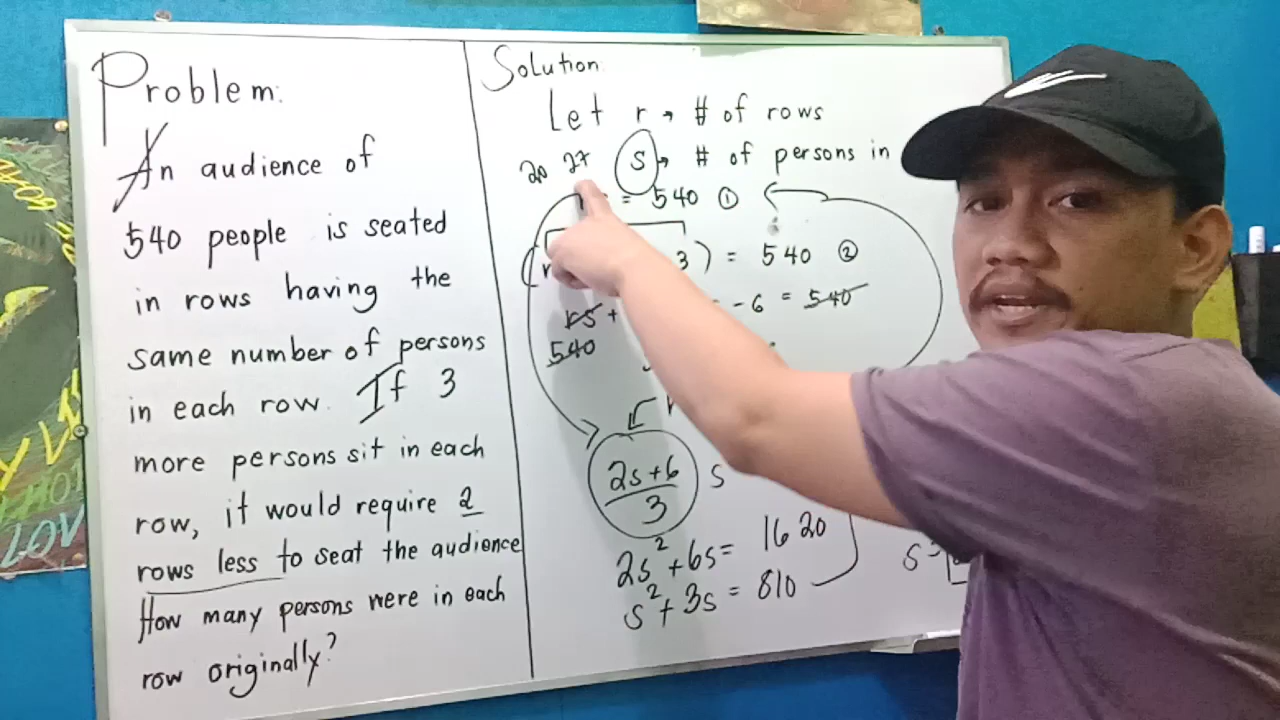 Problem:
An audience of
540 people is seated
in rows having the
same number of persons
in each row. If 3
more persons sit in each
row, it would require 2
rows less to seat the audience
How many persons were in each
row originally?
Solution:
Let r → # of rows
20 27 s → # of persons in
= 540 ①
3) = 540 ②
rs +
- 6 = 540
540
2s+6
3
s
2s²+6s = 1620
s²+3s = 810